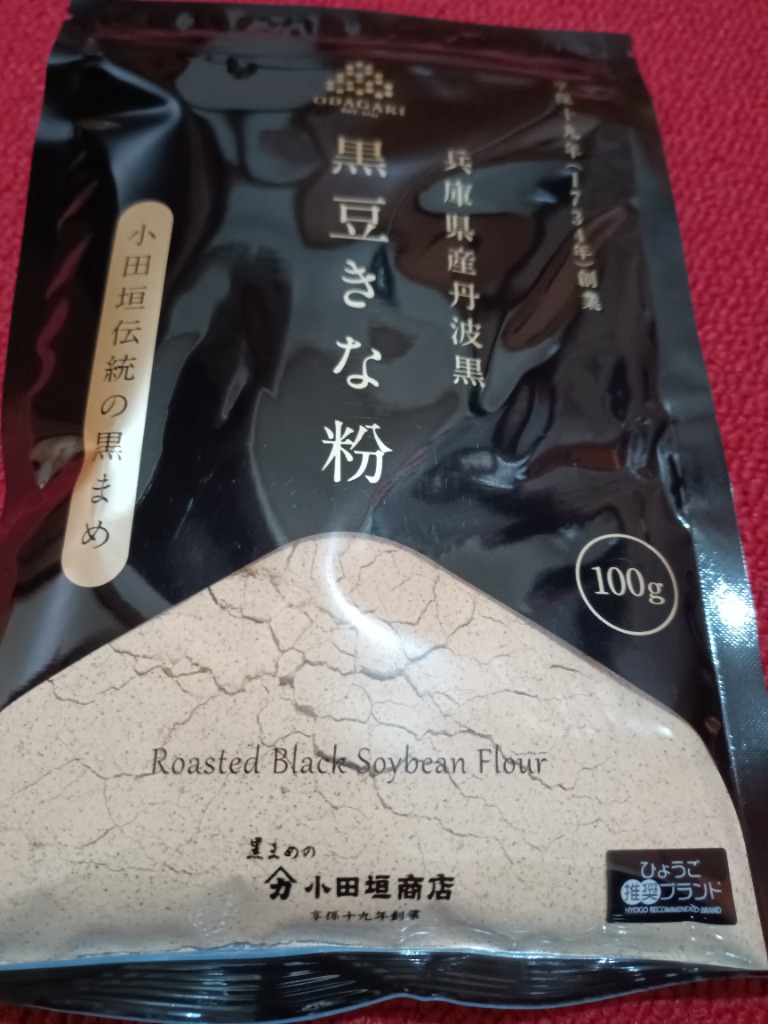 ODAGAKI
享保十九年(1734年)創業
兵庫県産丹波黒
黒豆きな粉
小田垣伝統の黒まめ
100g
Roasted Black Soybean Flour
黒まめの
小田垣商店
享保十九年創業
ひょうご
推奨ブランド
HYOGO RECOMMENDED BRAND